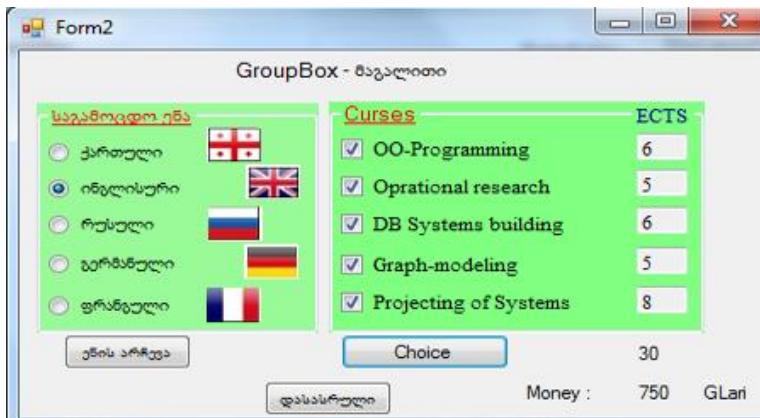 Form2
GroupBox - მაგალითი
საგამოცდო ენა
ქართული
ინგლისური
რუსული
გერმანული
ფრანგული
ენის არჩევა
Curses ECTS
OO-Programming 6
Oprational research 5
DB Systems building 6
Graph-modeling 5
Projecting of Systems 8
Choice 30
დასასრული
Money : 750 GLari